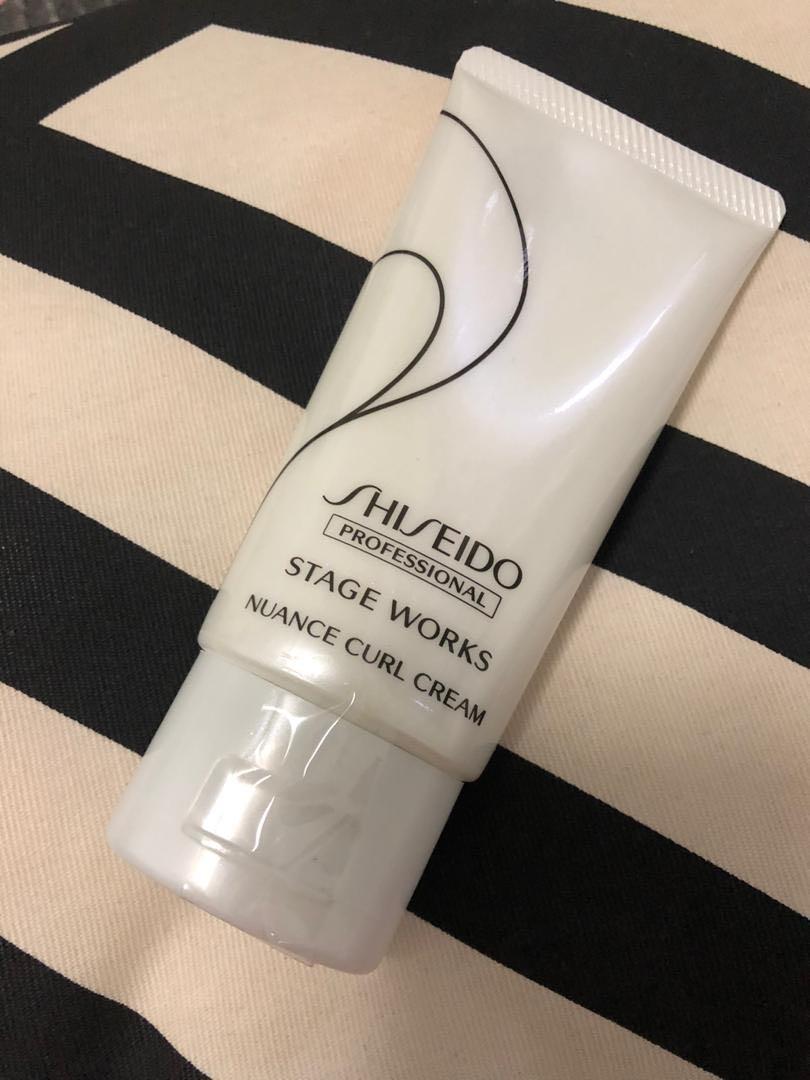 SHISEIDO
PROFESSIONAL
STAGE WORKS
NUANCE CURL CREAM